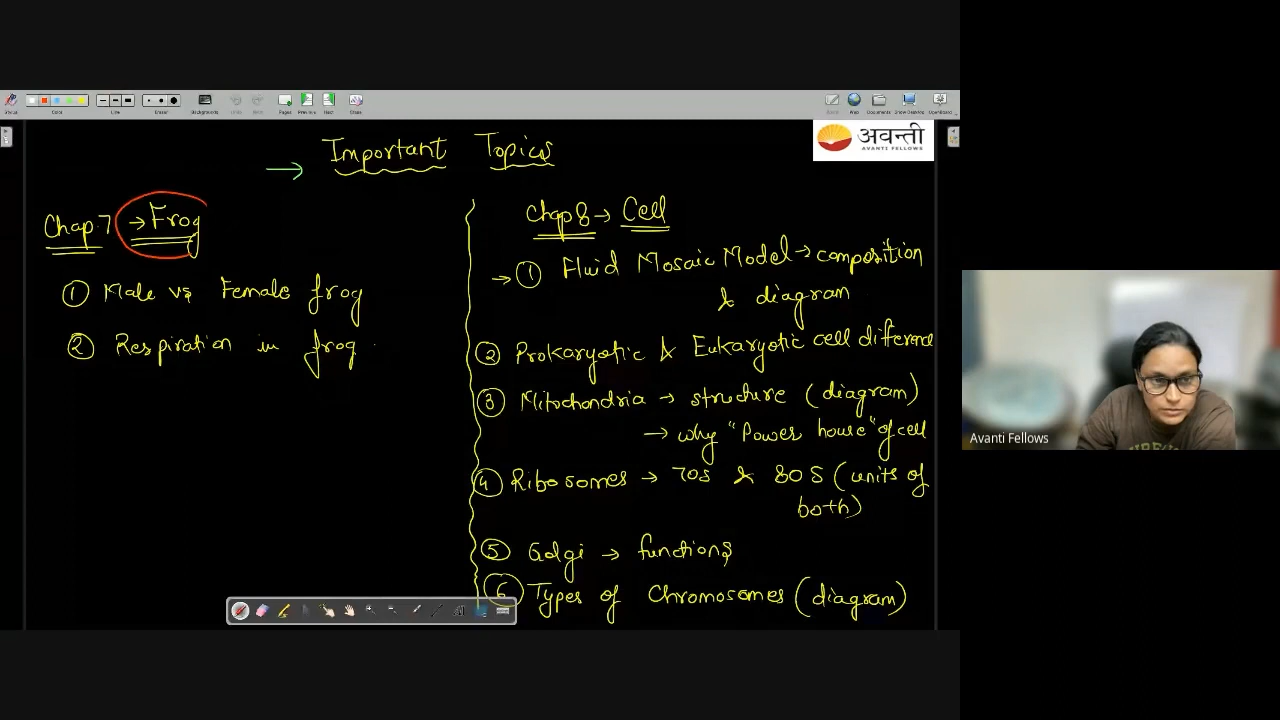 Important Topics
अवन्ती
AVANTI FELLOWS
Chap 7 → Frog
① Male vs Female frog
② Respiration in frog
Chap 8 → Cell
→ ① Fluid Mosaic Model → composition
& diagram
② Prokaryotic & Eukaryotic cell difference
③ Mitochondria → structure (diagram)
→ why "Power house" of cell
④ Ribosomes → 70S & 80S (units of
both)
⑤ Golgi → functions
⑥ Types of Chromosomes (diagram)
Avanti Fellows